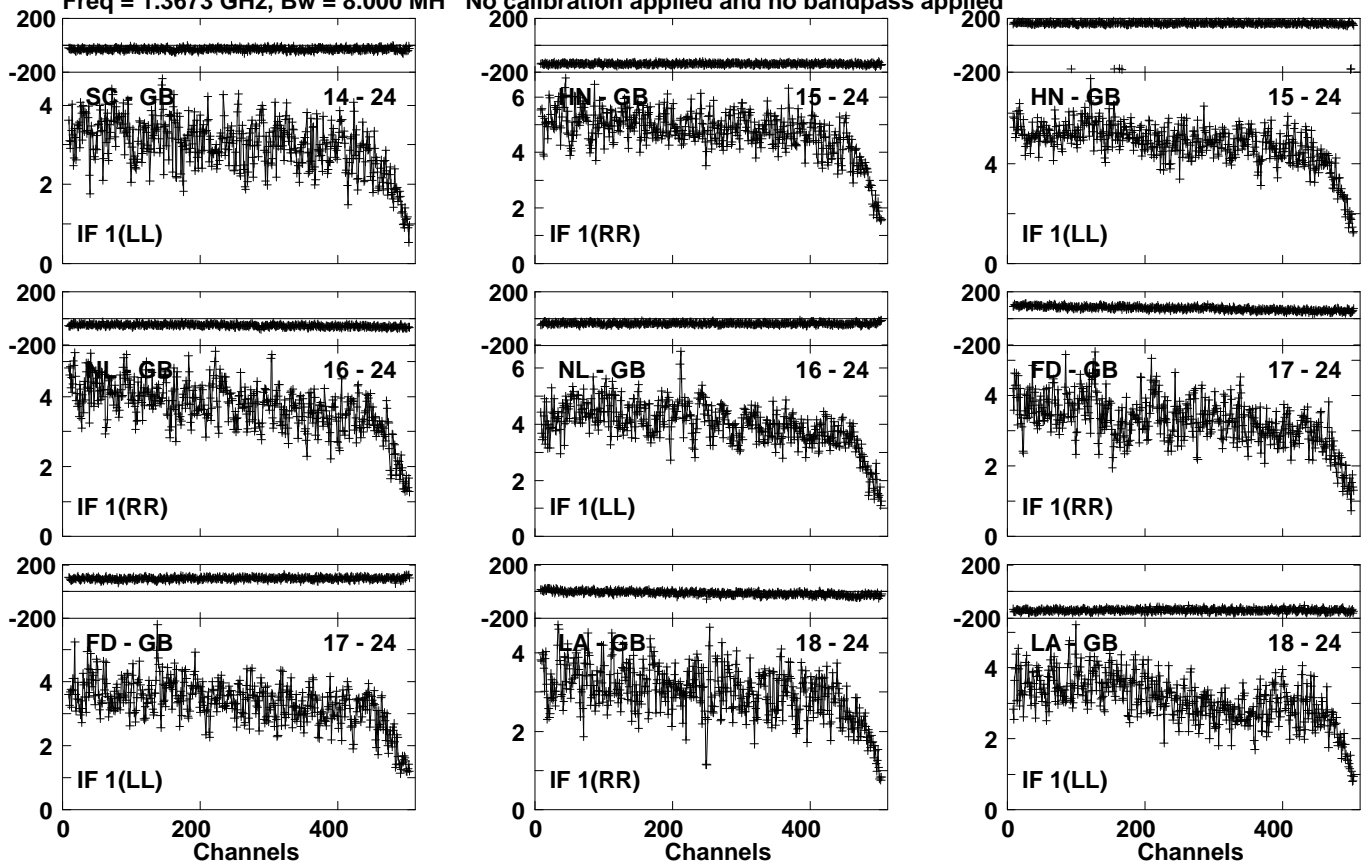 Freq = 1.3673 GHz, Bw = 8.000 MH No calibration applied and no bandpass applied
200
-200
SC - GB 14 - 24
4
2
0
IF 1(LL)
200
-200
HN - GB 15 - 24
6
4
2
0
IF 1(RR)
200
-200
HN - GB 15 - 24
4
0
IF 1(LL)
200
-200
NL - GB 16 - 24
4
2
0
IF 1(RR)
200
-200
NL - GB 16 - 24
6
4
2
0
IF 1(LL)
200
-200
FD - GB 17 - 24
4
2
0
IF 1(RR)
200
-200
FD - GB 17 - 24
4
2
0
IF 1(LL)
0 200 400
Channels
200
-200
LA - GB 18 - 24
4
2
0
IF 1(RR)
0 200 400
Channels
200
-200
LA - GB 18 - 24
4
2
0
IF 1(LL)
0 200 400
Channels